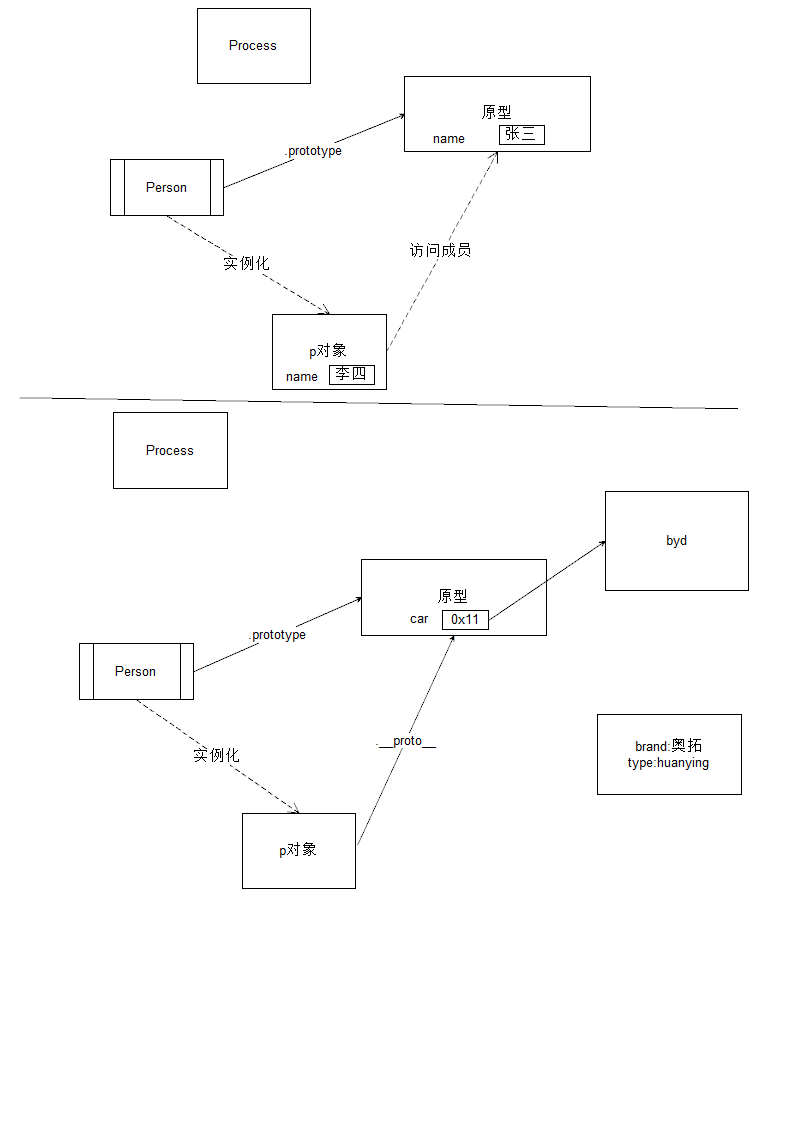 Process
原型
name
张三
.prototype
Person
访问成员
实例化
p对象
name
李四
Process
byd
原型
car
0x11
.prototype
Person
brand:奥拓
type:huanying
.__proto__
实例化
p对象